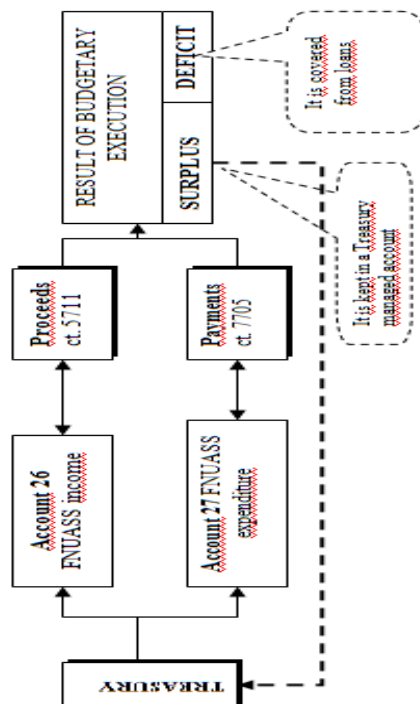 TREASURY
Account 26
FNUASS income
Account 27 FNUASS
expenditure
Proceeds
ct. 5711
Payments
ct. 7705
RESULT OF BUDGETARY
EXECUTION
SURPLUS
DEFICIT
It is kept in a Treasury
managed account
It is covered
from loans